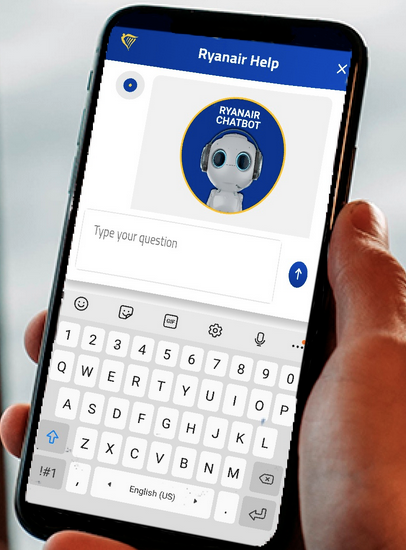 Ryanair Help
RYANAIR
CHATBOT
Type your question
GIF
1 2 3 4 5 6 7 8 9 0
Q W E R T Y U I O P
A S D F G H J K L
Z X C V B N M
!#1 , English (US) .